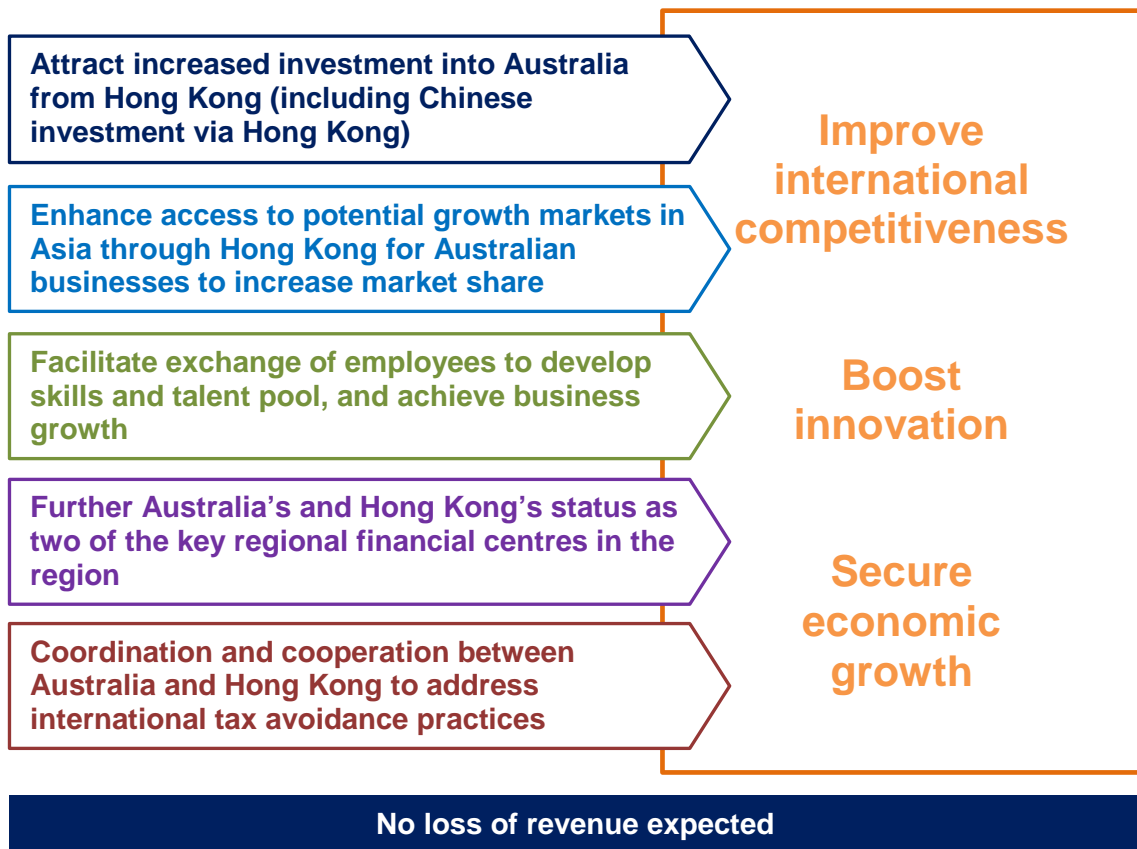 Attract increased investment into Australia
from Hong Kong (including Chinese
investment via Hong Kong)
Enhance access to potential growth markets in
Asia through Hong Kong for Australian
businesses to increase market share
Facilitate exchange of employees to develop
skills and talent pool, and achieve business
growth
Further Australia’s and Hong Kong’s status as
two of the key regional financial centres in the
region
Coordination and cooperation between
Australia and Hong Kong to address
international tax avoidance practices
Improve
international
competitiveness
Boost
innovation
Secure
economic
growth
No loss of revenue expected